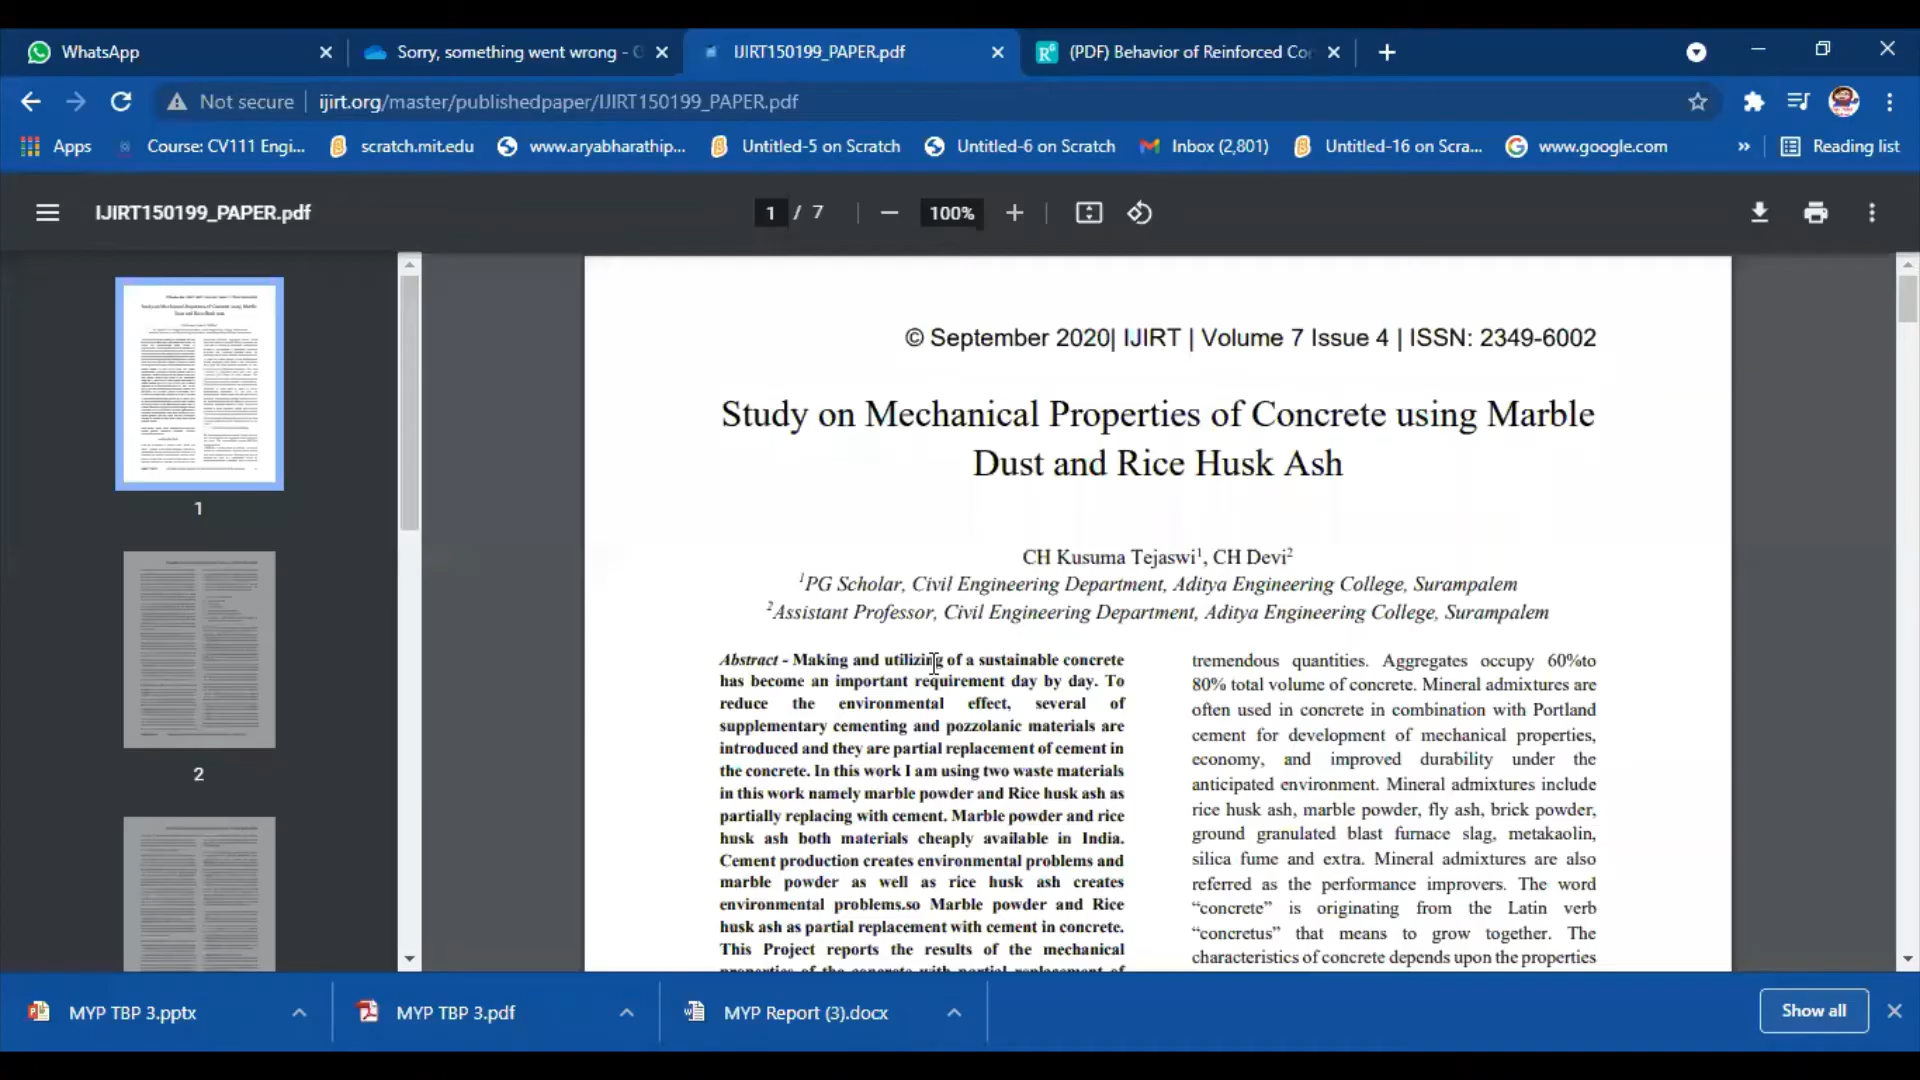 WhatsApp
Sorry, something went wrong -
IJIRT150199_PAPER.pdf
(PDF) Behavior of Reinforced Co
Not secure
ijirt.org/master/publishedpaper/IJIRT150199_PAPER.pdf
Apps
Course: CV111 Engi...
scratch.mit.edu
www.aryabharathip...
Untitled-5 on Scratch
Untitled-6 on Scratch
Inbox (2,801)
Untitled-16 on Scra...
www.google.com
»
Reading list
IJIRT150199_PAPER.pdf
1 / 7
100%
1
2
© September 2020| IJIRT | Volume 7 Issue 4 | ISSN: 2349-6002
Study on Mechanical Properties of Concrete using Marble
Dust and Rice Husk Ash
CH Kusuma Tejaswi1, CH Devi2
1PG Scholar, Civil Engineering Department, Aditya Engineering College, Surampalem
2Assistant Professor, Civil Engineering Department, Aditya Engineering College, Surampalem
Abstract - Making and utilizing of a sustainable concrete
has become an important requirement day by day. To
reduce the environmental effect, several of
supplementary cementing and pozzolanic materials are
introduced and they are partial replacement of cement in
the concrete. In this work I am using two waste materials
in this work namely marble powder and Rice husk ash as
partially replacing with cement. Marble powder and rice
husk ash both materials cheaply available in India.
Cement production creates environmental problems and
marble powder as well as rice husk ash creates
environmental problems.so Marble powder and Rice
husk ash as partial replacement with cement in concrete.
This Project reports the results of the mechanical
properties of the concrete with partial replacement of
tremendous quantities. Aggregates occupy 60%to
80% total volume of concrete. Mineral admixtures are
often used in concrete in combination with Portland
cement for development of mechanical properties,
economy, and improved durability under the
anticipated environment. Mineral admixtures include
rice husk ash, marble powder, fly ash, brick powder,
ground granulated blast furnace slag, metakaolin,
silica fume and extra. Mineral admixtures are also
referred as the performance improvers. The word
“concrete” is originating from the Latin verb
“concretus” that means to grow together. The
characteristics of concrete depends upon the properties
MYP TBP 3.pptx
MYP TBP 3.pdf
MYP Report (3).docx
Show all